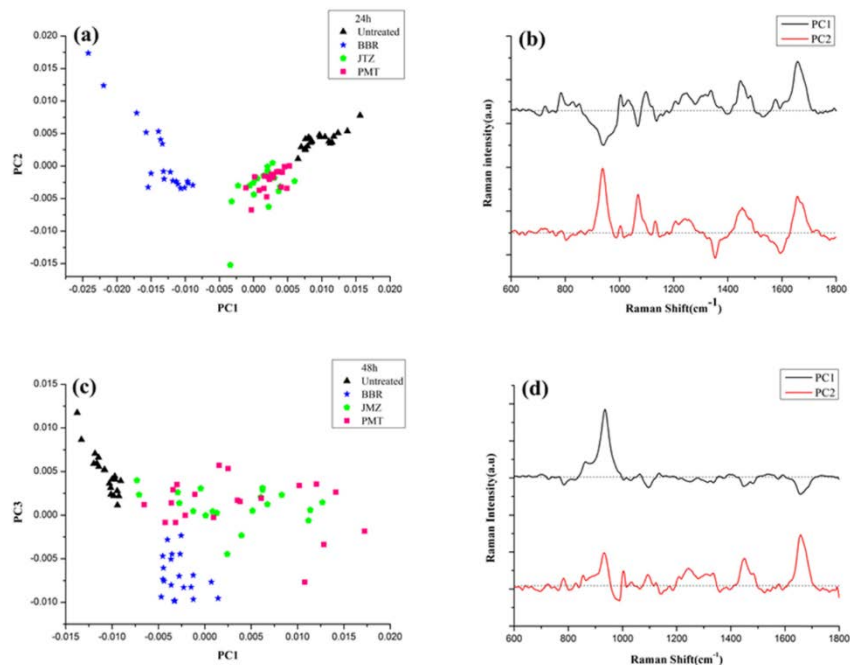 (a)
24h
Untreated
BBR
JTZ
PMT
PC2
0.020
0.015
0.010
0.005
0.000
-0.005
-0.010
-0.015
-0.025 -0.020 -0.015 -0.010 -0.005 0.000 0.005 0.010 0.015 0.020
PC1
(b)
PC1
PC2
Raman intensity(a.u)
600 800 1000 1200 1400 1600 1800
Raman Shift(cm-1)
(c)
48h
Untreated
BBR
JMZ
PMT
PC3
0.015
0.010
0.005
0.000
-0.005
-0.010
-0.015 -0.010 -0.005 0.000 0.005 0.010 0.015 0.020
PC1
(d)
PC1
PC2
Raman Intensity(a.u)
600 800 1000 1200 1400 1600 1800
Raman Shift(cm-1)